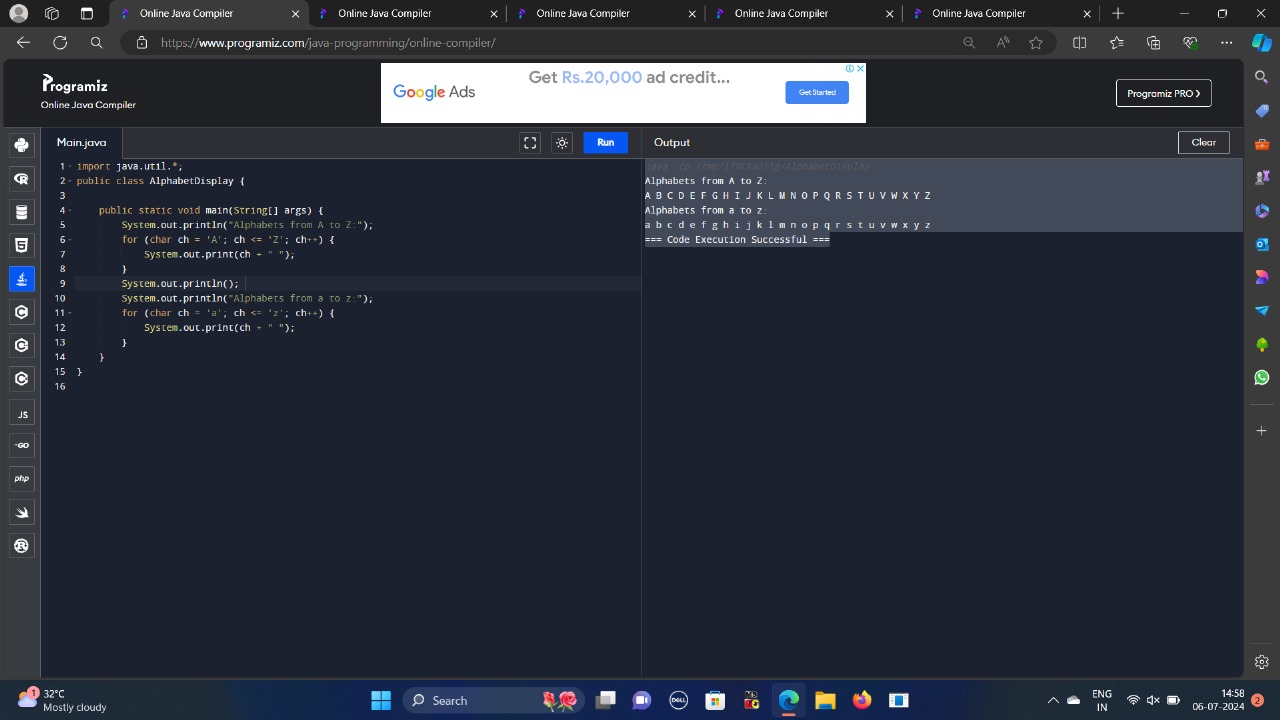 Online Java Compiler
Online Java Compiler
Online Java Compiler
Online Java Compiler
Online Java Compiler
https://www.programiz.com/java-programming/online-compiler/
Programiz
Online Java Compiler
Google Ads
Get Rs.20,000 ad credit...
Get Started
Programiz PRO
Main.java
Run
Output
Clear
1 import java.util.*;
2 public class AlphabetDisplay {
3
4 public static void main(String[] args) {
5 System.out.println("Alphabets from A to Z:");
6 for (char ch = 'A'; ch <= 'Z'; ch++) {
7 System.out.print(ch + " ");
8 }
9 System.out.println();
10 System.out.println("Alphabets from a to z:");
11 for (char ch = 'a'; ch <= 'z'; ch++) {
12 System.out.print(ch + " ");
13 }
14 }
15 }
16
java -cp
Alphabets from A to Z:
A B C D E F G H I J K L M N O P Q R S T U V W X Y Z
Alphabets from a to z:
a b c d e f g h i j k l m n o p q r s t u v w x y z
=== Code Execution Successful ===
JS
GO
php
1
32°C
Mostly cloudy
Search
DELL
ENG
IN
14:58
06-07-2024
2